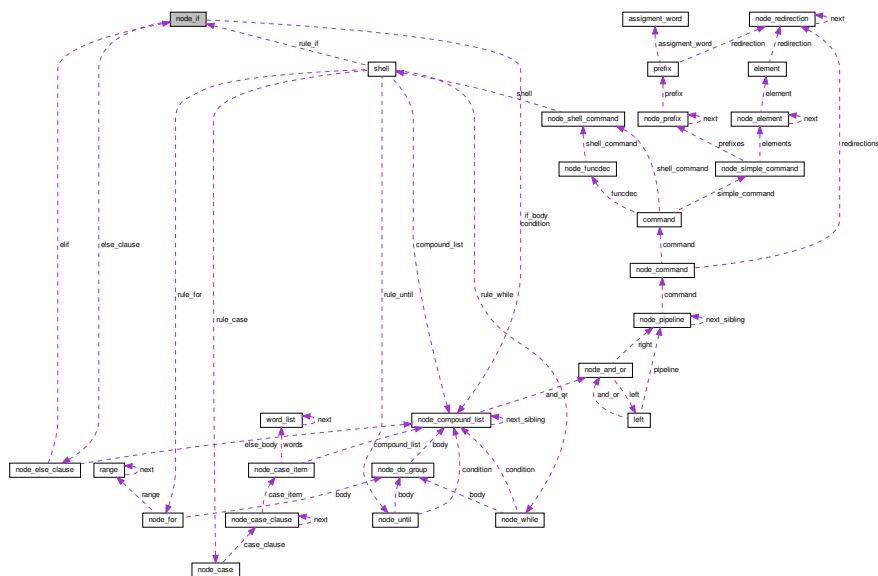 node_if
assigment_word
node_redirection
next
rule_if
assigment_word
redirection
redirection
shell
prefix
element
shell
prefix
element
node_shell_command
node_prefix
next
node_element
next
shell_command
prefixes
elements
redirections
node_funcdec
shell_command
node_simple_command
funcdec
simple_command
if_body
condition
command
elif
else_clause
compound_list
command
node_command
rule_for
rule_until
rule_while
command
rule_case
node_pipeline
next_sibling
right
node_and_or
pipeline
and_or
left
word_list
next
node_compound_list
next_sibling
and_or
left
else_body
words
compound_list
body
node_else_clause
range
next
node_case_item
node_do_group
condition
condition
range
case_item
body
body
body
node_for
node_case_clause
next
node_until
node_while
case_clause
node_case